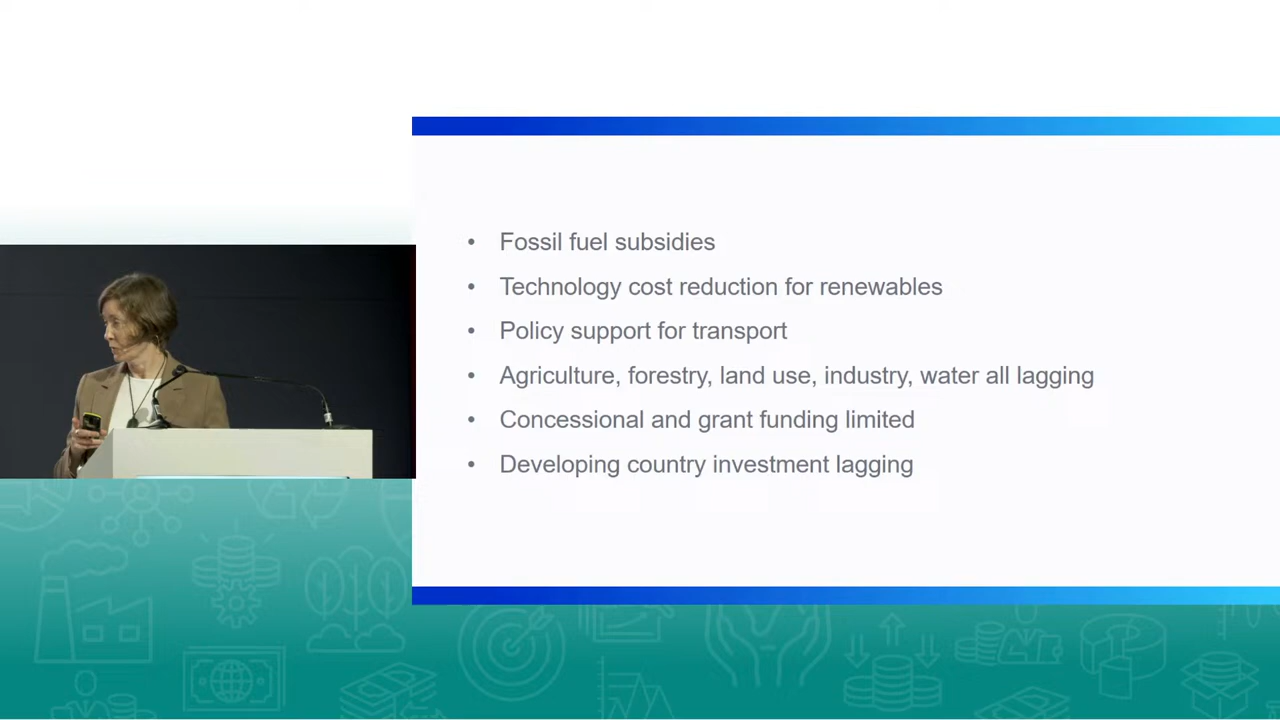 • Fossil fuel subsidies
• Technology cost reduction for renewables
• Policy support for transport
• Agriculture, forestry, land use, industry, water all lagging
• Concessional and grant funding limited
• Developing country investment lagging